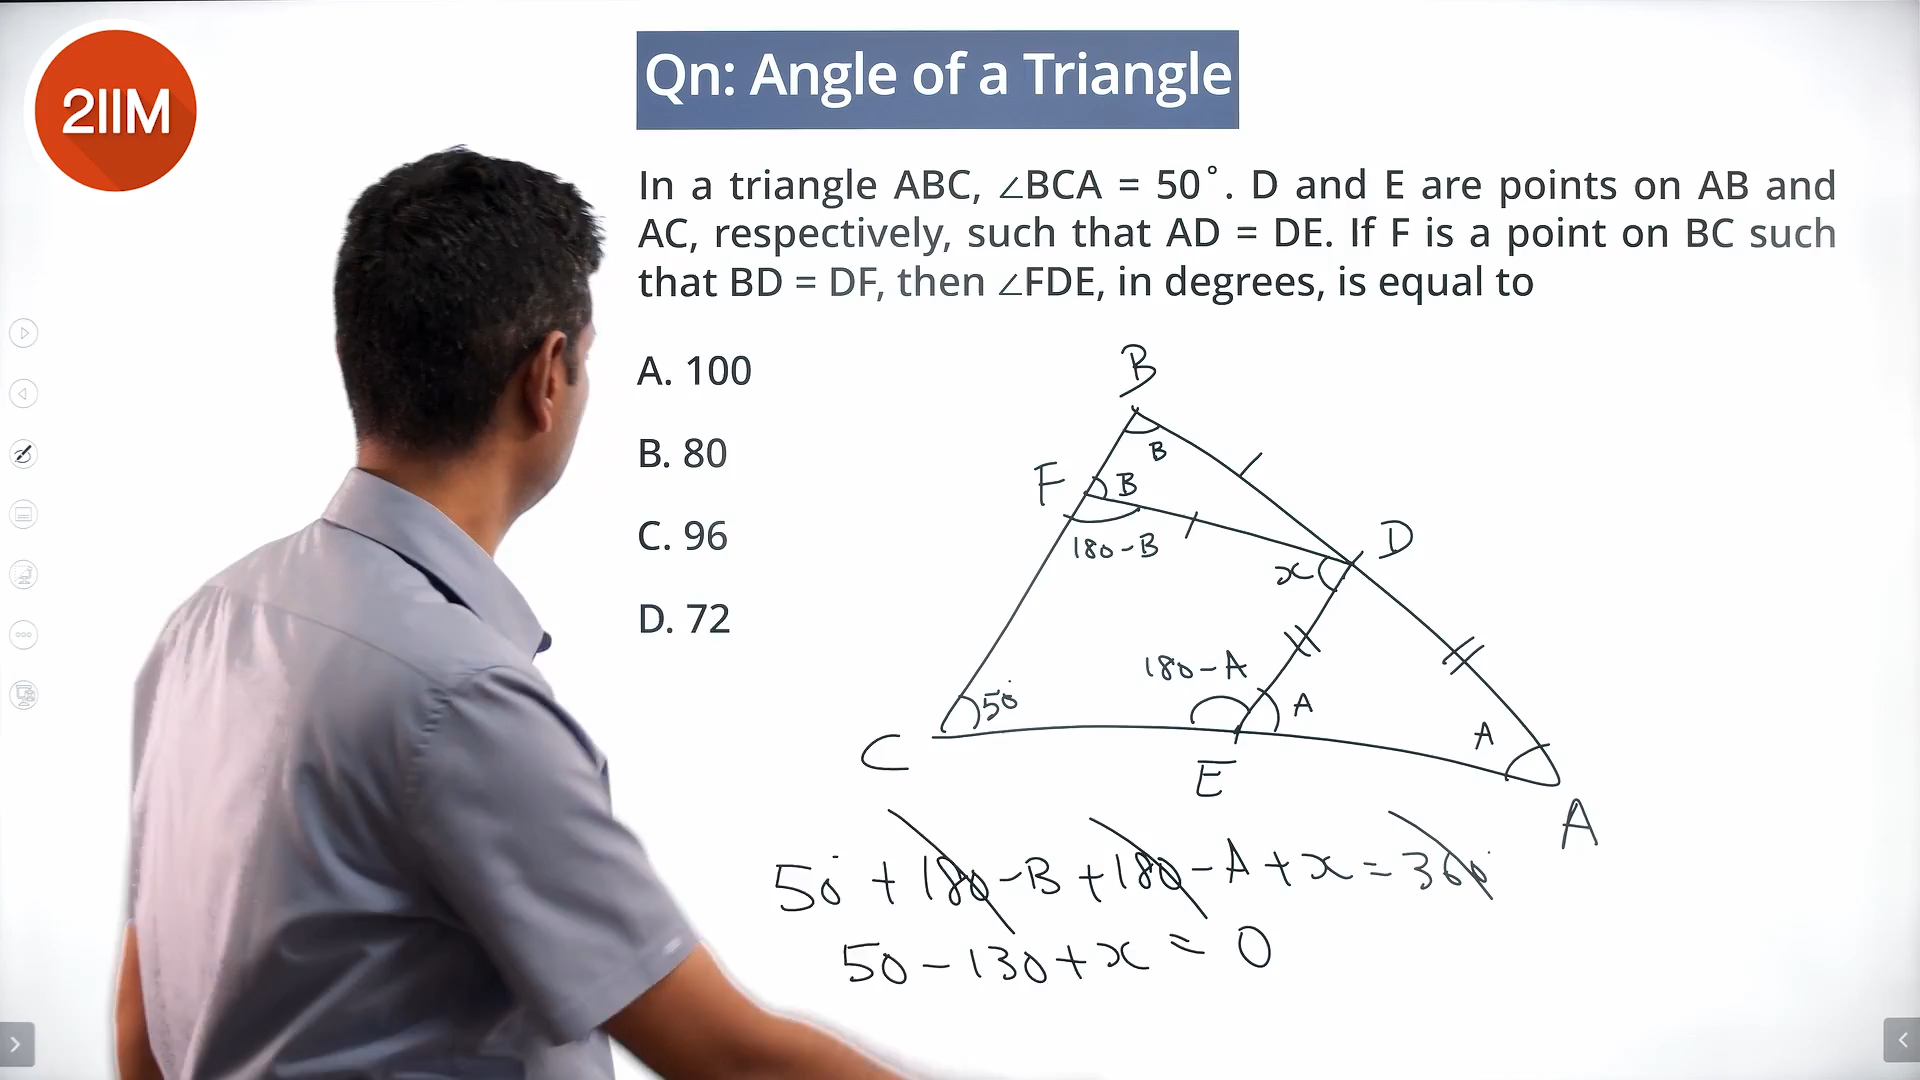 2IIM
Qn: Angle of a Triangle
In a triangle ABC, ∠BCA = 50°. D and E are points on AB and
AC, respectively, such that AD = DE. If F is a point on BC such
that BD = DF, then ∠FDE, in degrees, is equal to
A. 100
B. 80
C. 96
D. 72
B
B
F
B
D
180-B
x
180-A
50°
A
A
C
E
A
50° + 180-B + 180-A + x = 360°
50 - 130 + x = 0